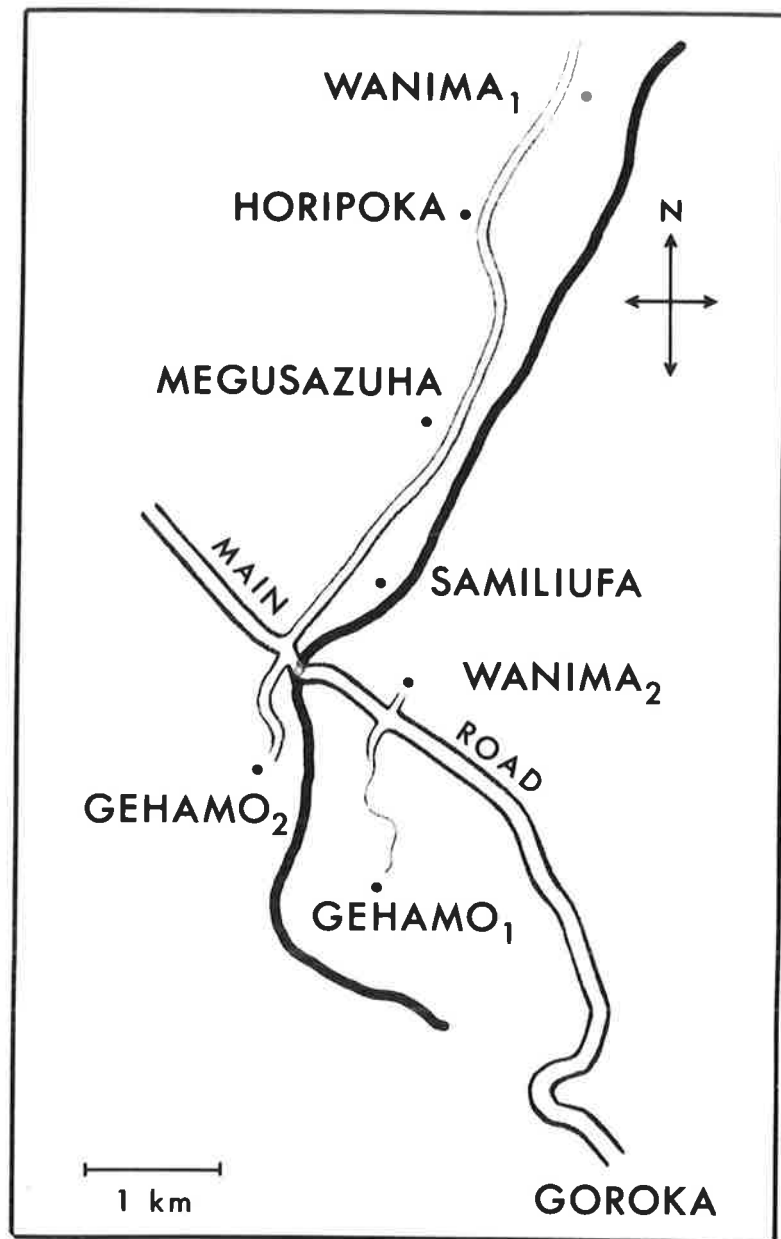 WANIMA₁
HORIPOKA
N
MEGUSAZUHA
MAIN
SAMILIUFA
WANIMA₂
ROAD
GEHAMO₂
GEHAMO₁
1 km
GOROKA